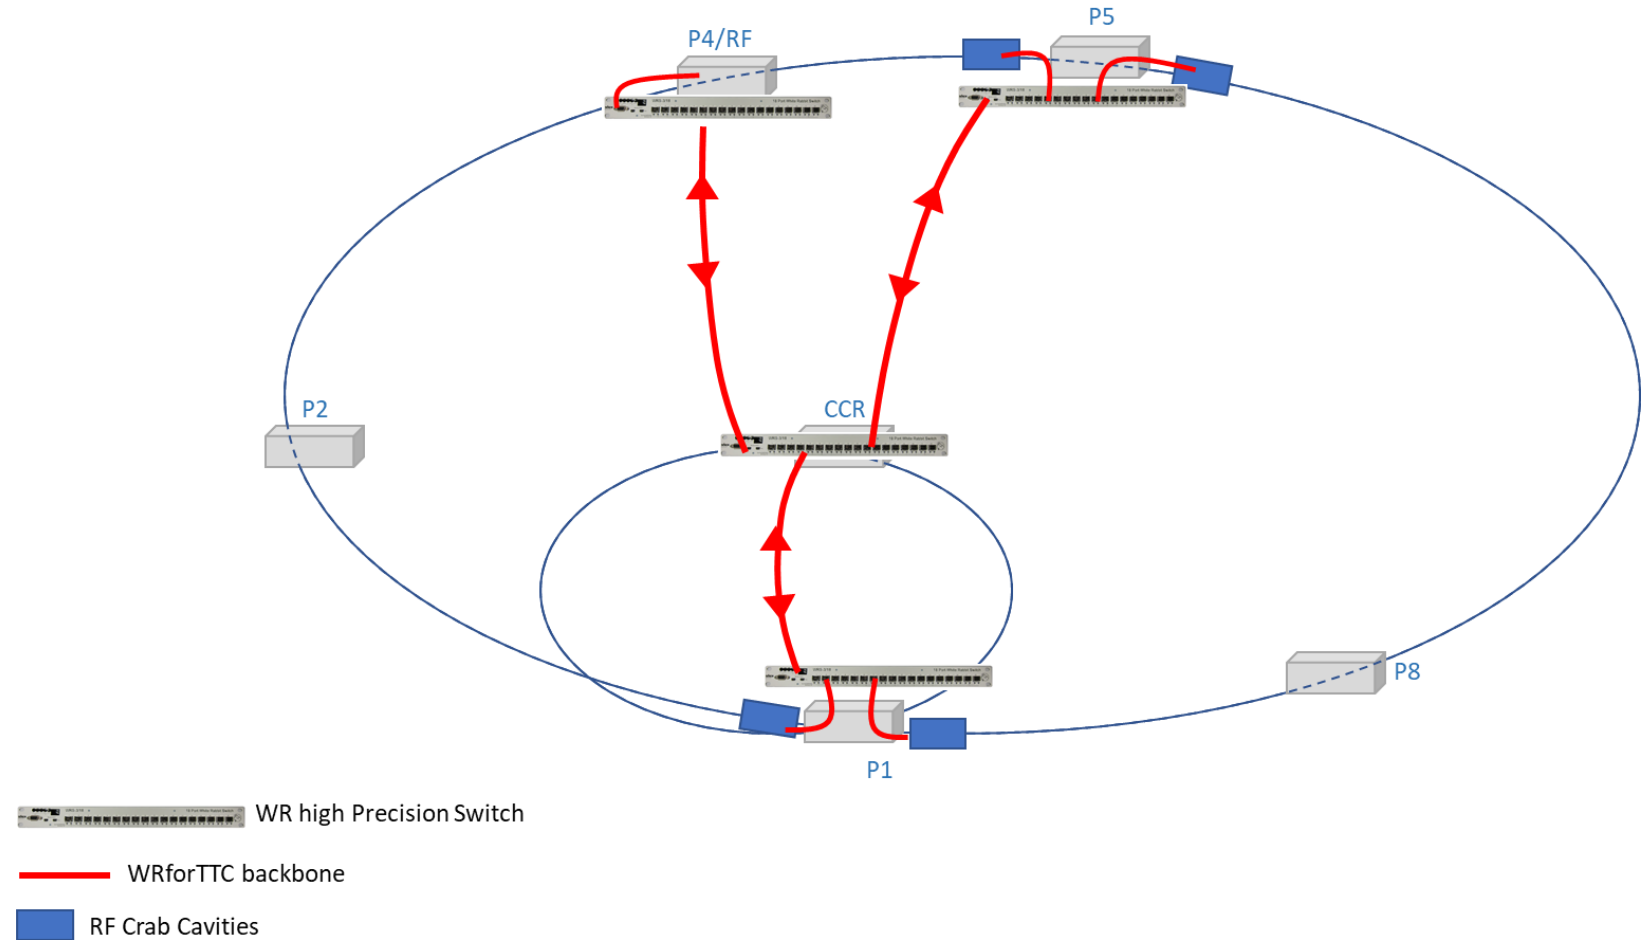 P5
P4/RF
P2
CCR
P8
P1
WR high Precision Switch
WRforTTC backbone
RF Crab Cavities